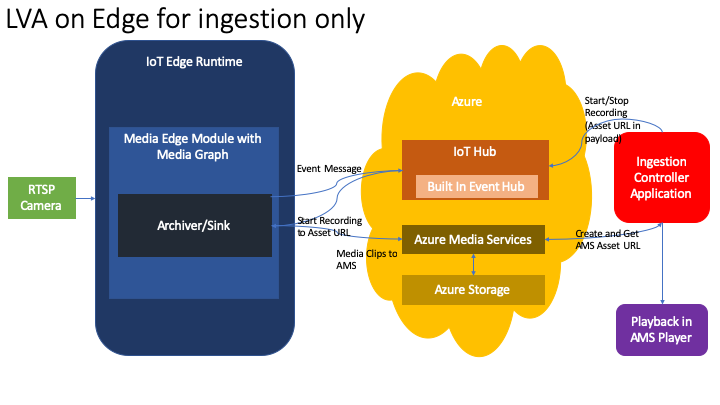 LVA on Edge for ingestion only
IoT Edge Runtime
Media Edge Module with
Media Graph
RTSP
Camera
Archiver/Sink
Event Message
Start Recording
to Asset URL
Media Clips to
AMS
Azure
IoT Hub
Built In Event Hub
Azure Media Services
Azure Storage
Start/Stop
Recording
(Asset URL in
payload)
Ingestion
Controller
Application
Create and Get
AMS Asset URL
Playback in
AMS Player